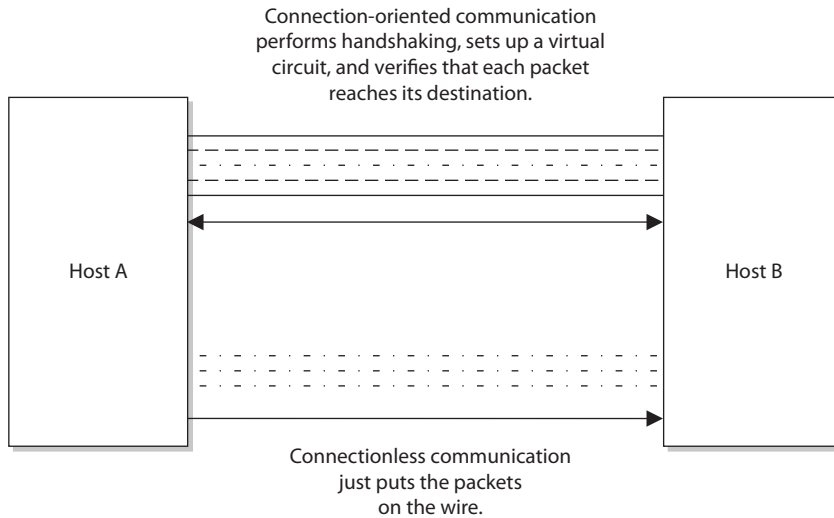 Connection-oriented communication
performs handshaking, sets up a virtual
circuit, and verifies that each packet
reaches its destination.
Host A
Host B
Connectionless communication
just puts the packets
on the wire.